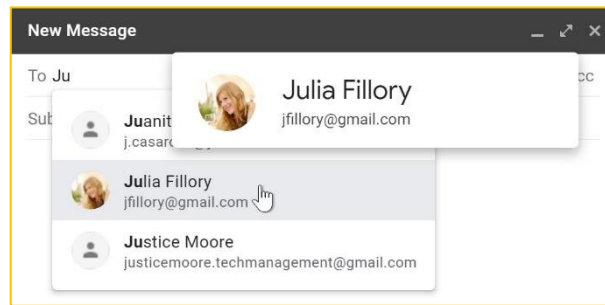 New Message
To Ju
cc
Julia Fillory
jfillory@gmail.com
Sub
Juanit
j.casar
Julia Fillory
jfillory@gmail.com
Justice Moore
justicemoore.techmanagement@gmail.com